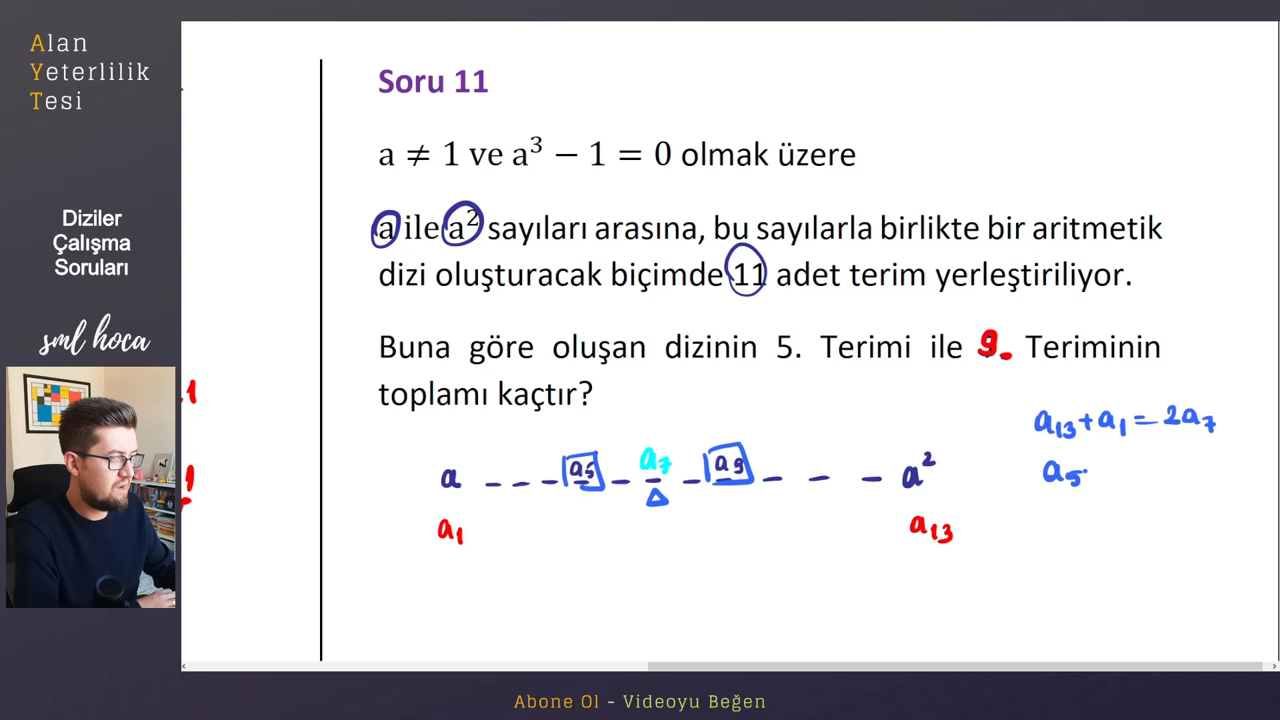 Alan
Yeterlilik
Tesi
Diziler
Çalışma
Soruları
sml hoca
Soru 11
a ≠ 1 ve a³ − 1 = 0 olmak üzere
a ile a² sayıları arasına, bu sayılarla birlikte bir aritmetik
dizi oluşturacak biçimde 11 adet terim yerleştiriliyor.
Buna göre oluşan dizinin 5. Terimi ile 9. Teriminin
toplamı kaçtır?
a₁₃ + a₁ = 2a₇
a₅
a - - - a₅ - a₇ - a₉ - - - a²
a₁ a₁₃
1
1
Abone Ol - Videoyu Beğen